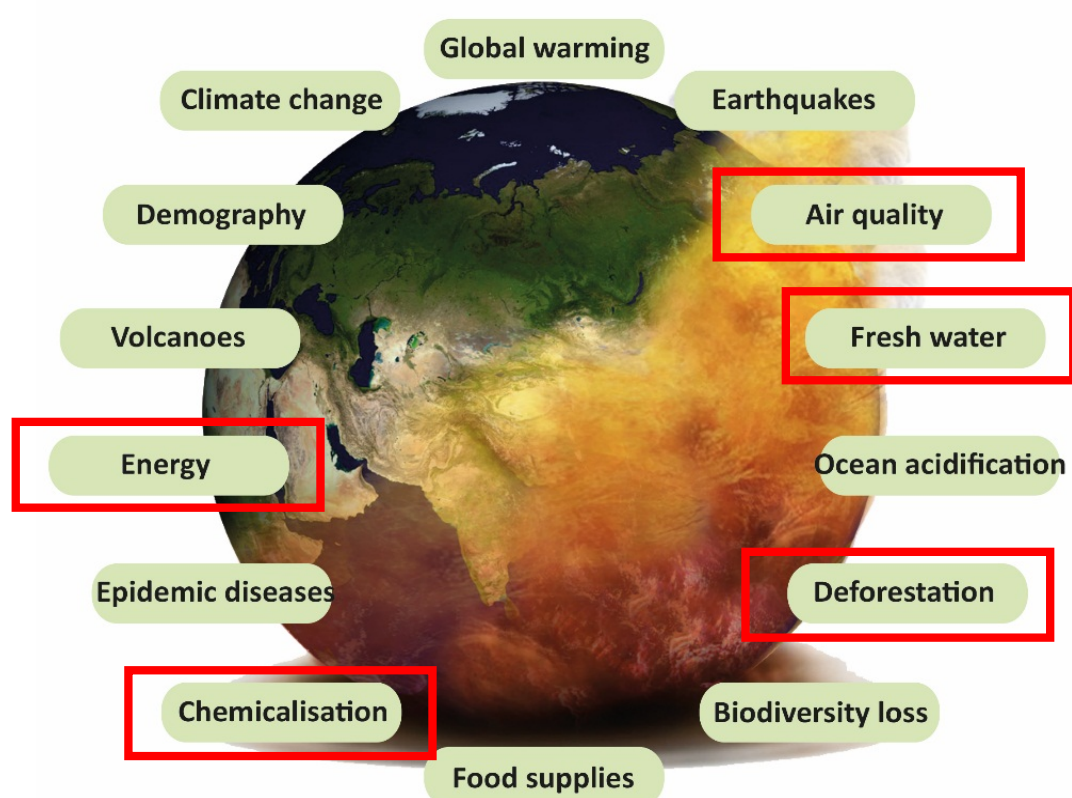 Global warming
Climate change
Earthquakes
Demography
Air quality
Volcanoes
Fresh water
Energy
Ocean acidification
Epidemic diseases
Deforestation
Chemicalisation
Biodiversity loss
Food supplies